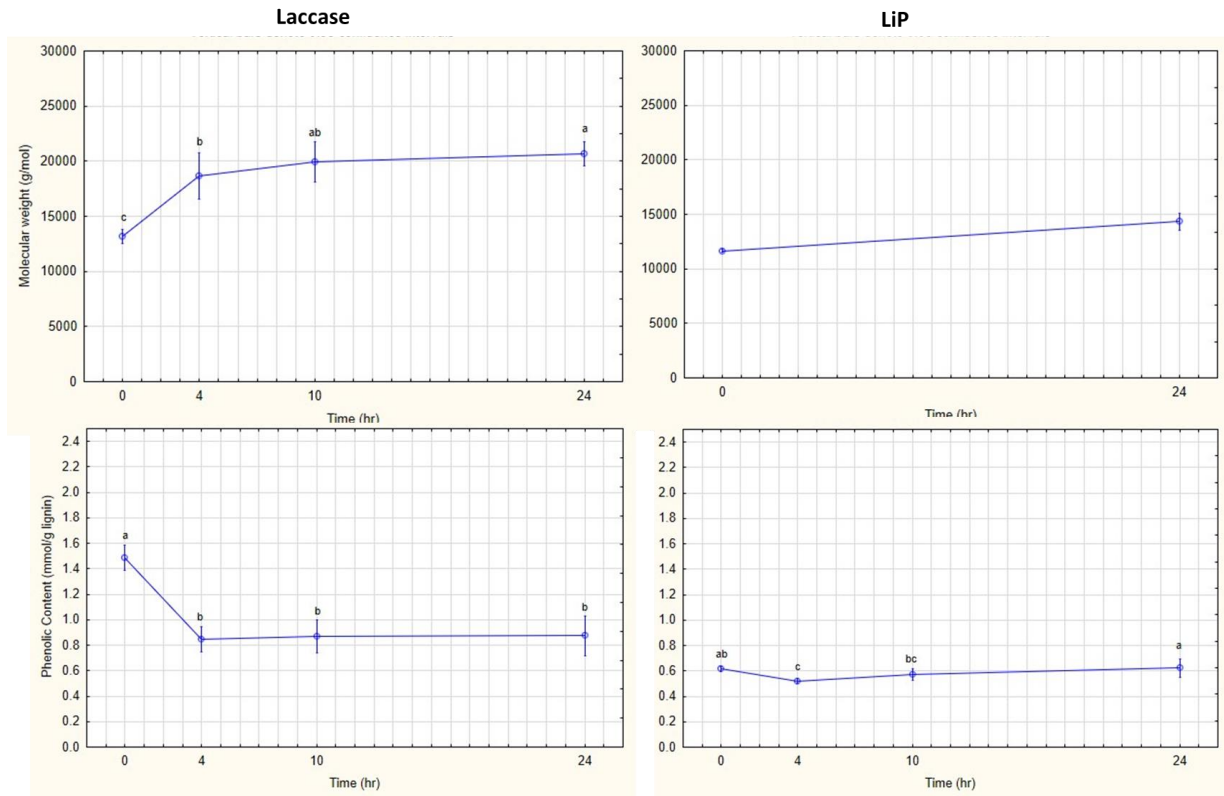 Laccase
LiP
30000
25000
20000
15000
10000
5000
0
Molecular weight (g/mol)
c
b
ab
a
0 4 10 24
Time (hr)
30000
25000
20000
15000
10000
5000
0
0 24
Time (hr)
2.4
2.2
2.0
1.8
1.6
1.4
1.2
1.0
0.8
0.6
0.4
0.2
0.0
Phenolic Content (mmol/g lignin)
a
b
b
b
0 4 10 24
Time (hr)
2.4
2.2
2.0
1.8
1.6
1.4
1.2
1.0
0.8
0.6
0.4
0.2
0.0
ab
c
bc
a
0 4 10 24
Time (hr)